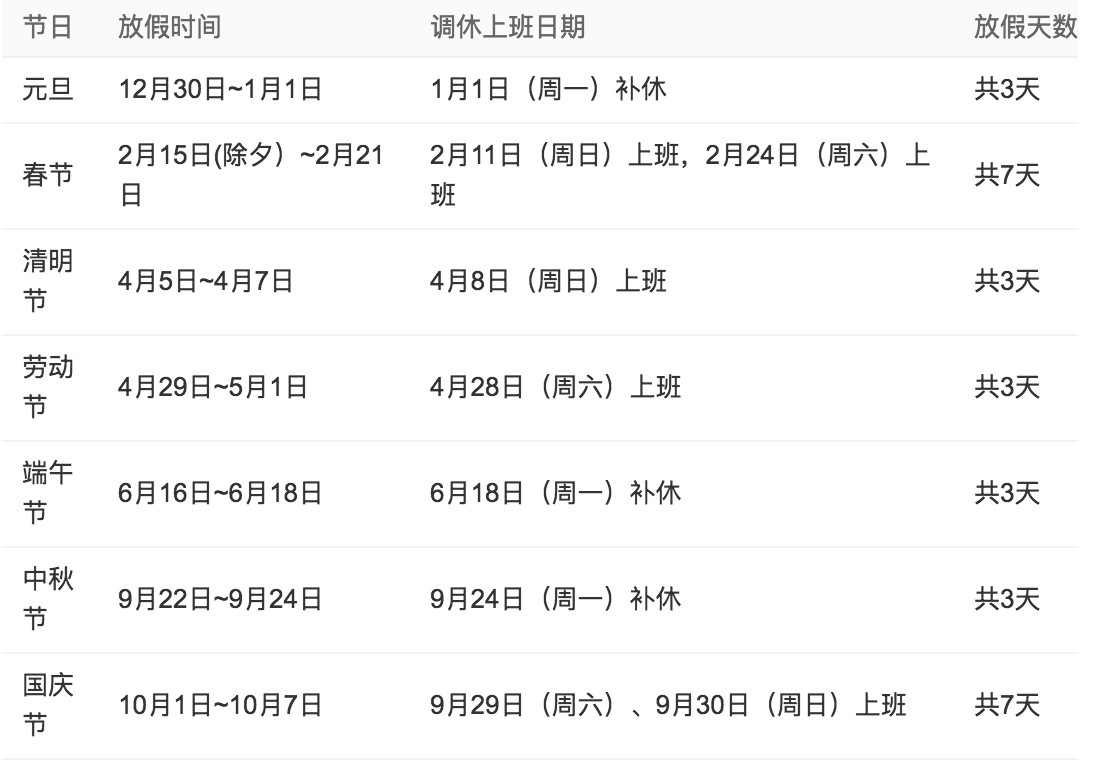 节日 放假时间 调休上班日期 放假天数
元旦 12月30日~1月1日 1月1日（周一）补休 共3天
春节 2月15日(除夕）~2月21
日 2月11日（周日）上班，2月24日（周六）上
班 共7天
清明
节 4月5日~4月7日 4月8日（周日）上班 共3天
劳动
节 4月29日~5月1日 4月28日（周六）上班 共3天
端午
节 6月16日~6月18日 6月18日（周一）补休 共3天
中秋
节 9月22日~9月24日 9月24日（周一）补休 共3天
国庆
节 10月1日~10月7日 9月29日（周六）、9月30日（周日）上班 共7天